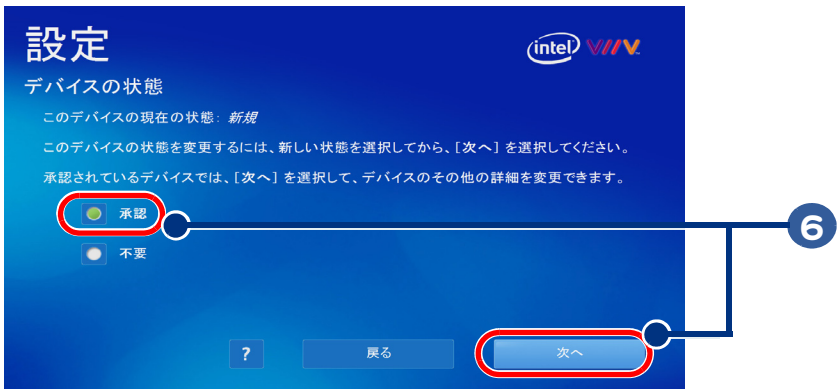 設定
intel VIIV
デバイスの状態
このデバイスの現在の状態: 新規
このデバイスの状態を変更するには、新しい状態を選択してから、[次へ] を選択してください。
承認されているデバイスでは、[次へ] を選択して、デバイスのその他の詳細を変更できます。
承認
6
不要
? 戻る 次へ